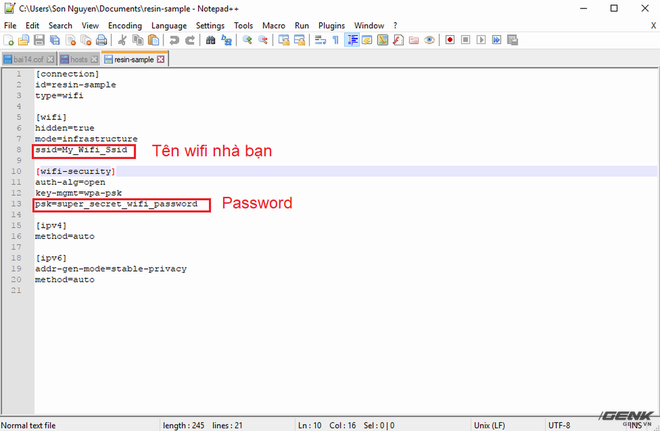 C:\Users\Son Nguyen\Documents\resin-sample - Notepad++
File Edit Search View Encoding Language Settings Tools Macro Run Plugins Window ? X
bai14.cof hosts resin-sample
1 [connection]
2 id=resin-sample
3 type=wifi
4
5 [wifi]
6 hidden=true
7 mode=infrastructure
8 ssid=My_Wifi_Ssid Tên wifi nhà bạn
9
10 [wifi-security]
11 auth-alg=open
12 key-mgmt=wpa-psk
13 psk=super_secret_wifi_password Password
14
15 [ipv4]
16 method=auto
17
18 [ipv6]
19 addr-gen-mode=stable-privacy
20 method=auto
21
GENK
Normal text file length : 245 lines : 21 Ln : 10 Col : 16 Sel : 0 | 0 Unix (LF) UTF-8 INS